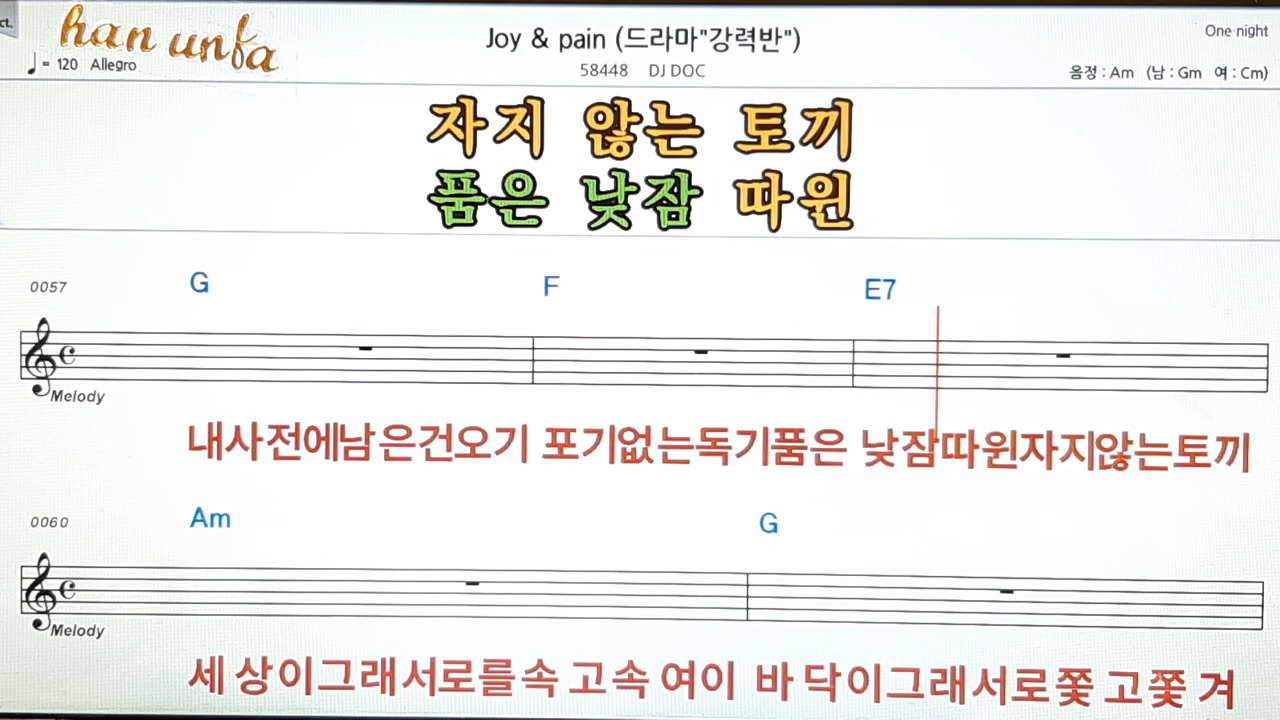 ct.
han unfa
Joy & pain (드라마"강력반")
One night
♩ = 120 Allegro
58448 DJ DOC
음정 : Am (남 : Gm 여 : Cm)
자지 않는 토끼
품은 낮잠 따윈
0057 G F E7
Melody
내사전에남은건오기 포기없는독기품은 낮잠따윈자지않는토끼
0060 Am G
Melody
세상이그래서로를속고속여이 바닥이그래서로쫓고쫓겨